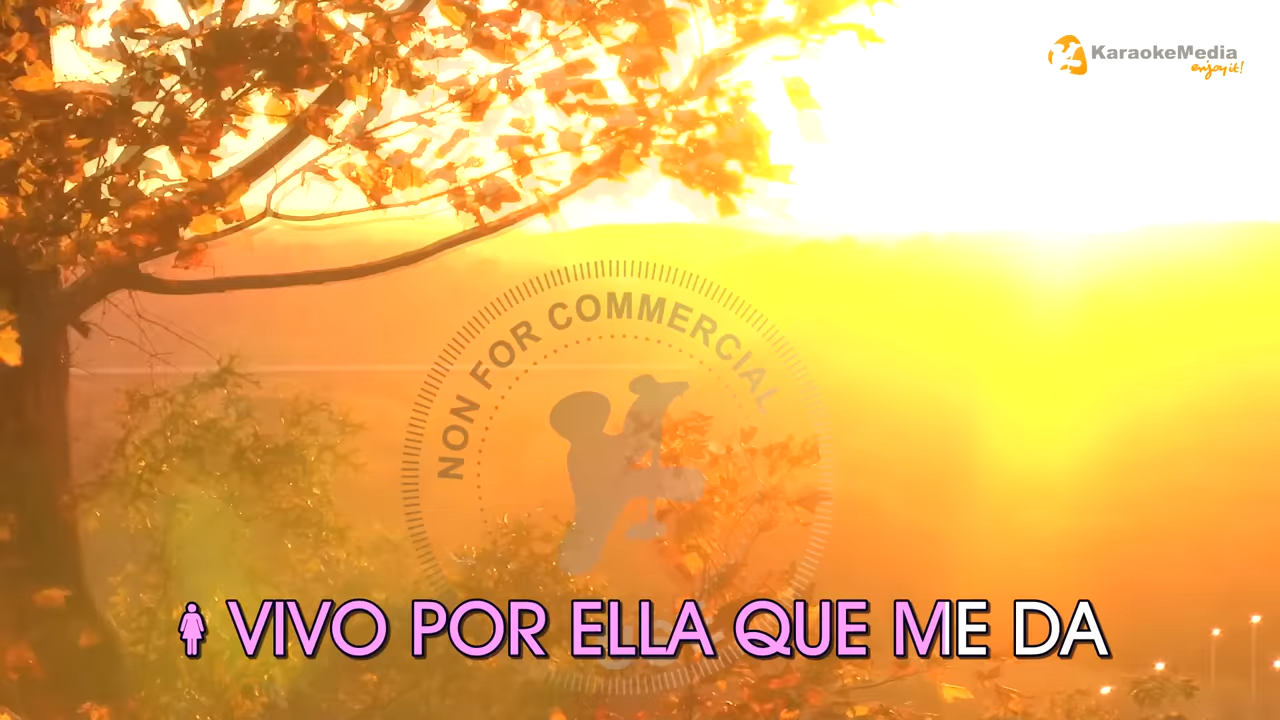 KaraokeMedia
enjoy it!
NON FOR COMMERCIAL
VIVO POR ELLA QUE ME DA